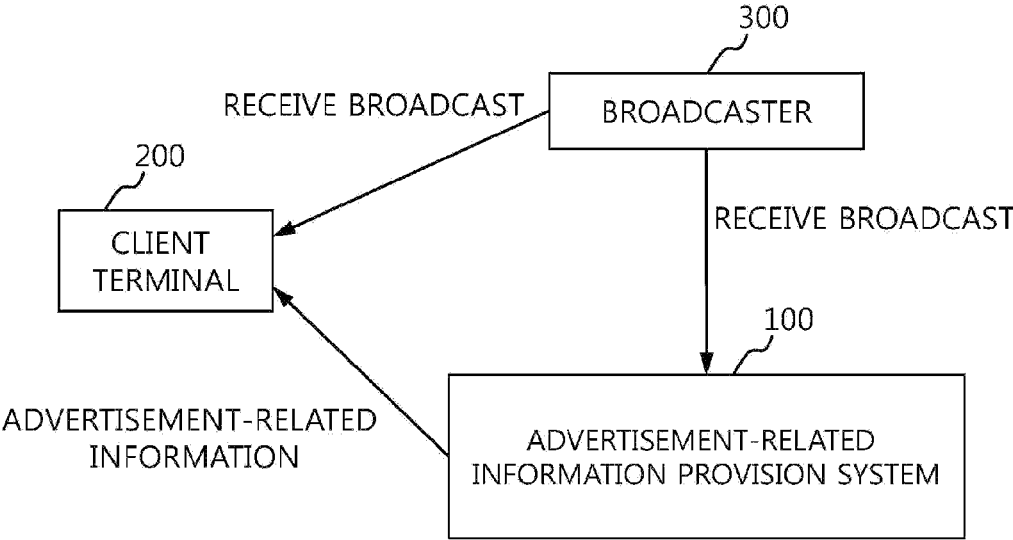 300
RECEIVE BROADCAST
BROADCASTER
200
CLIENT
TERMINAL
RECEIVE BROADCAST
100
ADVERTISEMENT-RELATED
INFORMATION
ADVERTISEMENT-RELATED
INFORMATION PROVISION SYSTEM